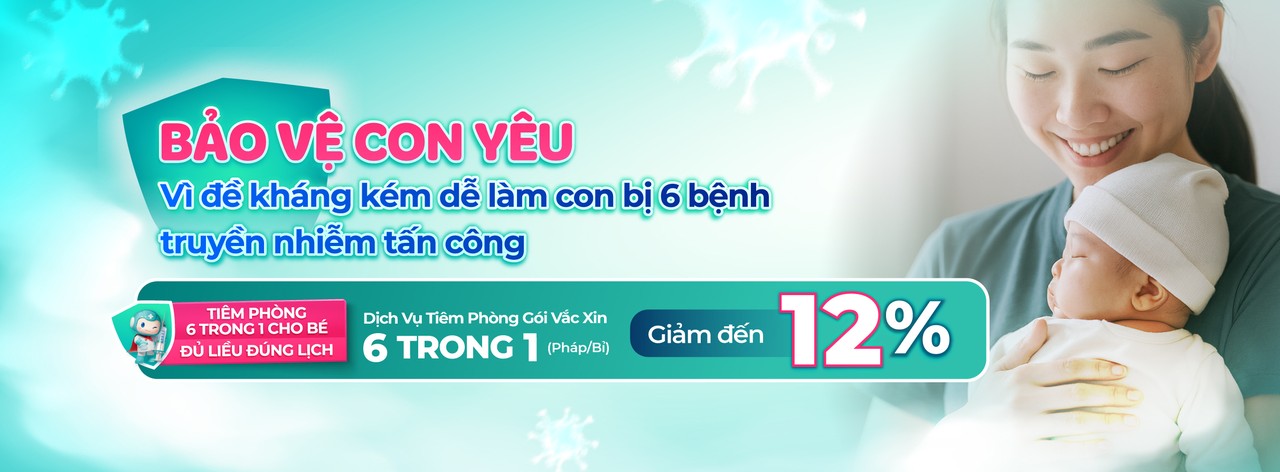 BẢO VỆ CON YÊU
Vì đề kháng kém dễ làm con bị 6 bệnh
truyền nhiễm tấn công
TIÊM PHÒNG
6 TRONG 1 CHO BÉ
ĐỦ LIỀU ĐÚNG LỊCH
Dịch Vụ Tiêm Phòng Gói Vắc Xin
6 TRONG 1 (Pháp/Bỉ)
Giảm đến 12%